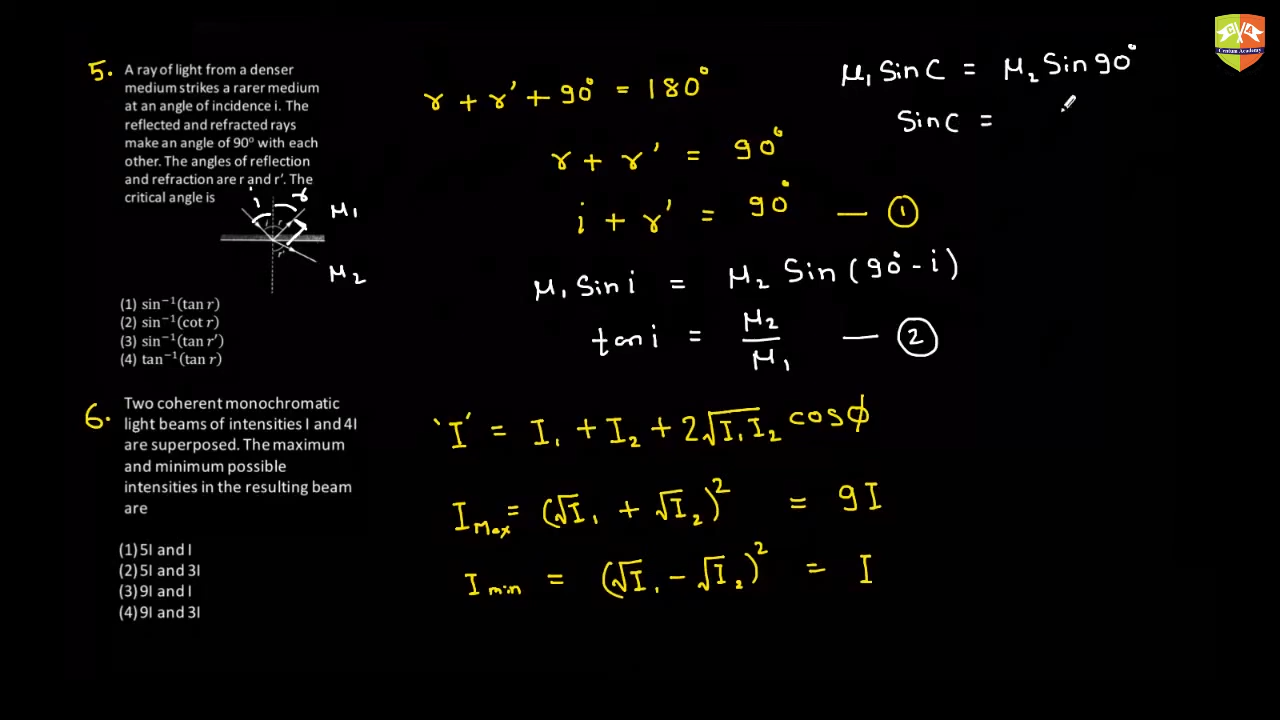 5.
A ray of light from a denser
medium strikes a rarer medium
at an angle of incidence i. The
reflected and refracted rays
make an angle of 90° with each
other. The angles of reflection
and refraction are r and r'. The
critical angle is
i r μ₁
i r
r'
μ₂
(1) sin⁻¹(tan r)
(2) sin⁻¹(cot r)
(3) sin⁻¹(tan r')
(4) tan⁻¹(tan r)
r + r' + 90° = 180°
r + r' = 90°
i + r' = 90° — ①
μ₁ Sin i = μ₂ Sin (90° - i)
tan i = μ₂/μ₁ — ②
μ₁ Sin C = μ₂ Sin 90°
Sin C =
6.
Two coherent monochromatic
light beams of intensities I and 4I
are superposed. The maximum
and minimum possible
intensities in the resulting beam
are
(1) 5I and I
(2) 5I and 3I
(3) 9I and I
(4) 9I and 3I
'I' = I₁ + I₂ + 2√I₁I₂ cosϕ
I Max = (√I₁ + √I₂)² = 9I
I min = (√I₁ - √I₂)² = I
Centum Academy